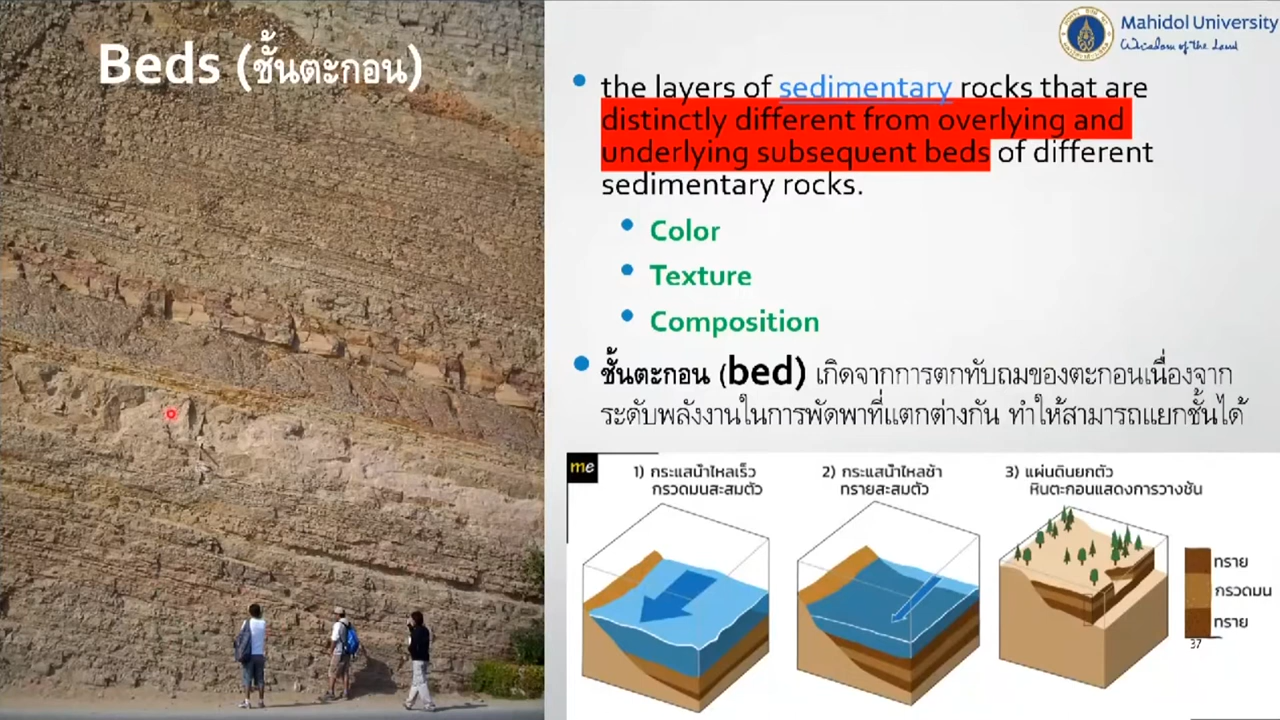 Beds (ชั้นตะกอน)
Mahidol University
Wisdom of the Land
the layers of sedimentary rocks that are
distinctly different from overlying and
underlying subsequent beds of different
sedimentary rocks.
Color
Texture
Composition
ชั้นตะกอน (bed) เกิดจากการตกทับถมของตะกอนเนื่องจาก
ระดับพลังงานในการพัดพาที่แตกต่างกัน ทำให้สามารถแยกชั้นได้
me
1) กระแสน้ำไหลเร็ว
กรวดมนสะสมตัว
2) กระแสน้ำไหลช้า
ทรายสะสมตัว
3) แผ่นดินยกตัว
หินตะกอนแสดงการวางชั้น
ทราย
กรวดมน
ทราย
37